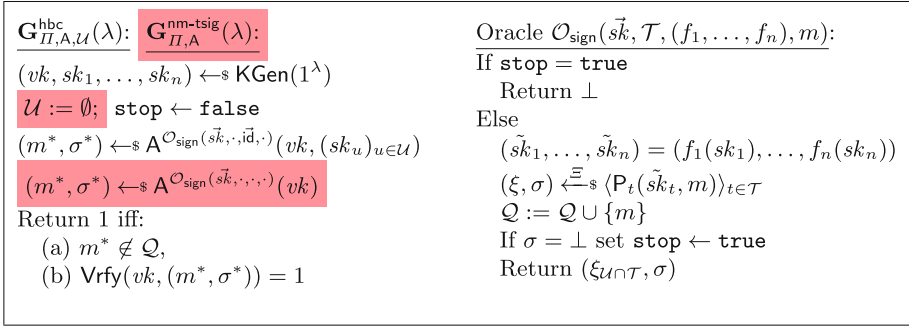 G^{hbc}_{Π,A,U}(λ): G^{nm-tsig}_{Π,A}(λ):
(vk, sk_1, …, sk_n) ←$ KGen(1^λ)
𝒰 := ∅; stop ← false
(m*, σ*) ←$ A^{𝒪_sign(s⃗k,·,i⃗d,·)}(vk, (sk_u)_{u∈𝒰})
(m*, σ*) ←$ A^{𝒪_sign(s⃗k,·,·,·)}(vk)
Return 1 iff:
(a) m* ∉ 𝒬,
(b) Vrfy(vk, (m*, σ*)) = 1
Oracle 𝒪_sign(s⃗k, 𝒯, (f_1, …, f_n), m):
If stop = true
Return ⊥
Else
(s̃k_1, …, s̃k_n) = (f_1(sk_1), …, f_n(sk_n))
(ξ, σ) ←^Ξ$ ⟨P_t(s̃k_t, m)⟩_{t∈𝒯}
𝒬 := 𝒬 ∪ {m}
If σ = ⊥ set stop ← true
Return (ξ_{𝒰∩𝒯}, σ)